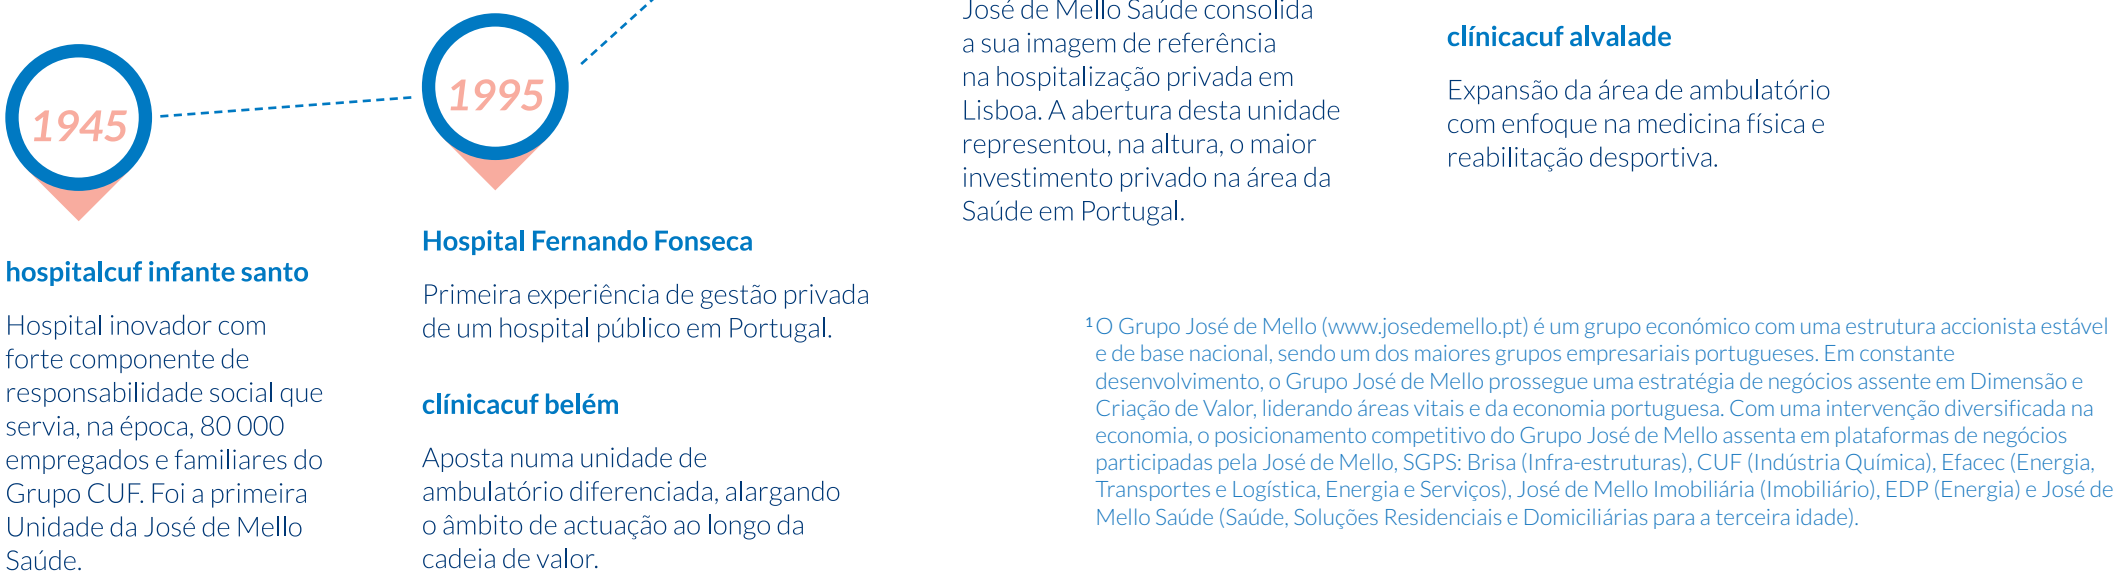 1945
hospitalcuf infante santo
Hospital inovador com
forte componente de
responsabilidade social que
servia, na época, 80 000
empregados e familiares do
Grupo CUF. Foi a primeira
Unidade da José de Mello
Saúde.
1995
Hospital Fernando Fonseca
Primeira experiência de gestão privada
de um hospital público em Portugal.
clínicacuf belém
Aposta numa unidade de
ambulatório diferenciada, alargando
o âmbito de actuação ao longo da
cadeia de valor.
José de Mello Saúde consolida
a sua imagem de referência
na hospitalização privada em
Lisboa. A abertura desta unidade
representou, na altura, o maior
investimento privado na área da
Saúde em Portugal.
clínicacuf alvalade
Expansão da área de ambulatório
com enfoque na medicina física e
reabilitação desportiva.
¹ O Grupo José de Mello (www.josedemello.pt) é um grupo económico com uma estrutura accionista estável
e de base nacional, sendo um dos maiores grupos empresariais portugueses. Em constante
desenvolvimento, o Grupo José de Mello prossegue uma estratégia de negócios assente em Dimensão e
Criação de Valor, liderando áreas vitais e da economia portuguesa. Com uma intervenção diversificada na
economia, o posicionamento competitivo do Grupo José de Mello assenta em plataformas de negócios
participadas pela José de Mello, SGPS: Brisa (Infra-estruturas), CUF (Indústria Química), Efacec (Energia,
Transportes e Logística, Energia e Serviços), José de Mello Imobiliária (Imobiliário), EDP (Energia) e José de
Mello Saúde (Saúde, Soluções Residenciais e Domiciliárias para a terceira idade).